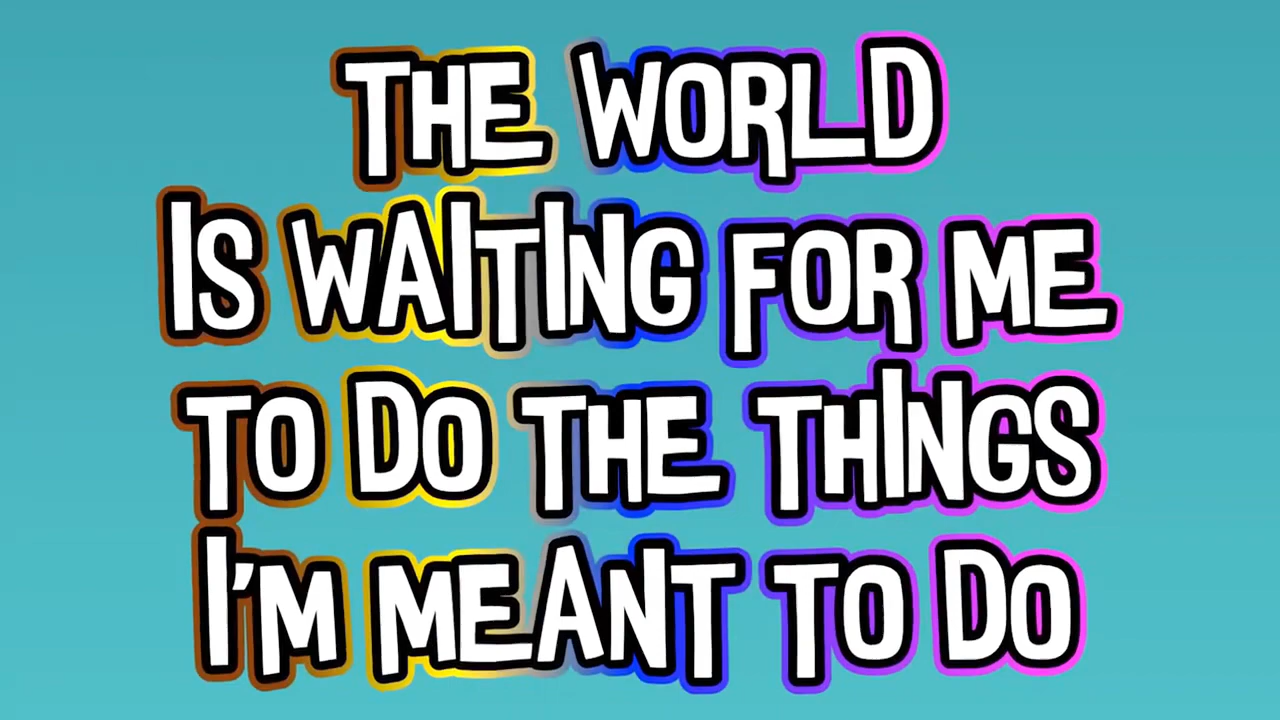 THE WORLD
IS WAITING FOR ME
TO DO THE THINGS
I'M MEANT TO DO